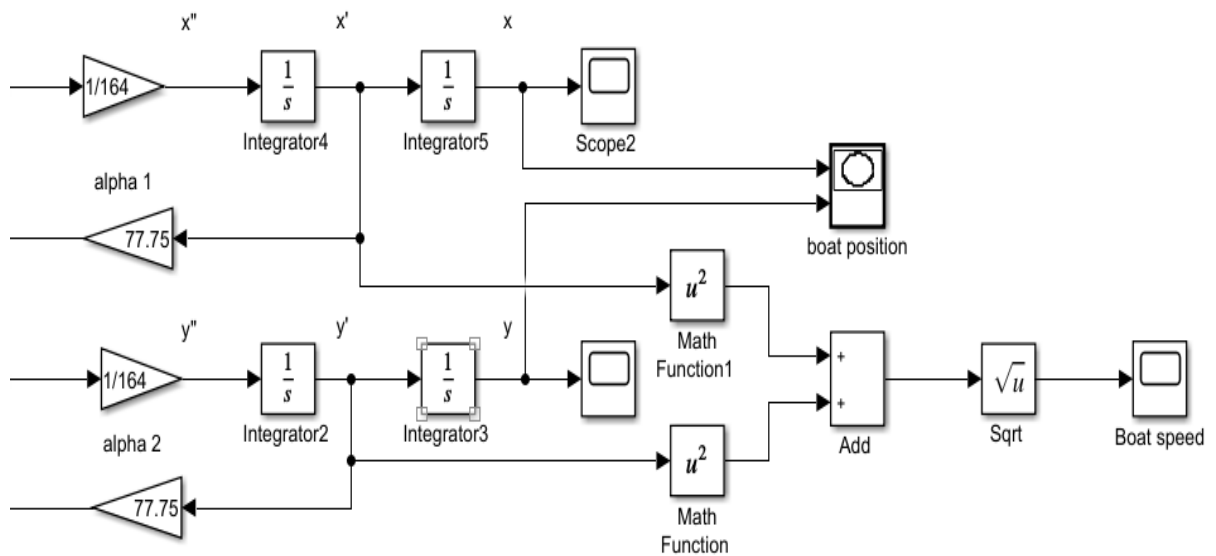 x"
x'
x
1/164
1
s
1
s
Integrator4
Integrator5
Scope2
alpha 1
77.75
boat position
u²
Math
Function1
y"
y'
y
1/164
1
s
1
s
Integrator2
Integrator3
+
+
Add
√u
Sqrt
Boat speed
alpha 2
77.75
u²
Math
Function